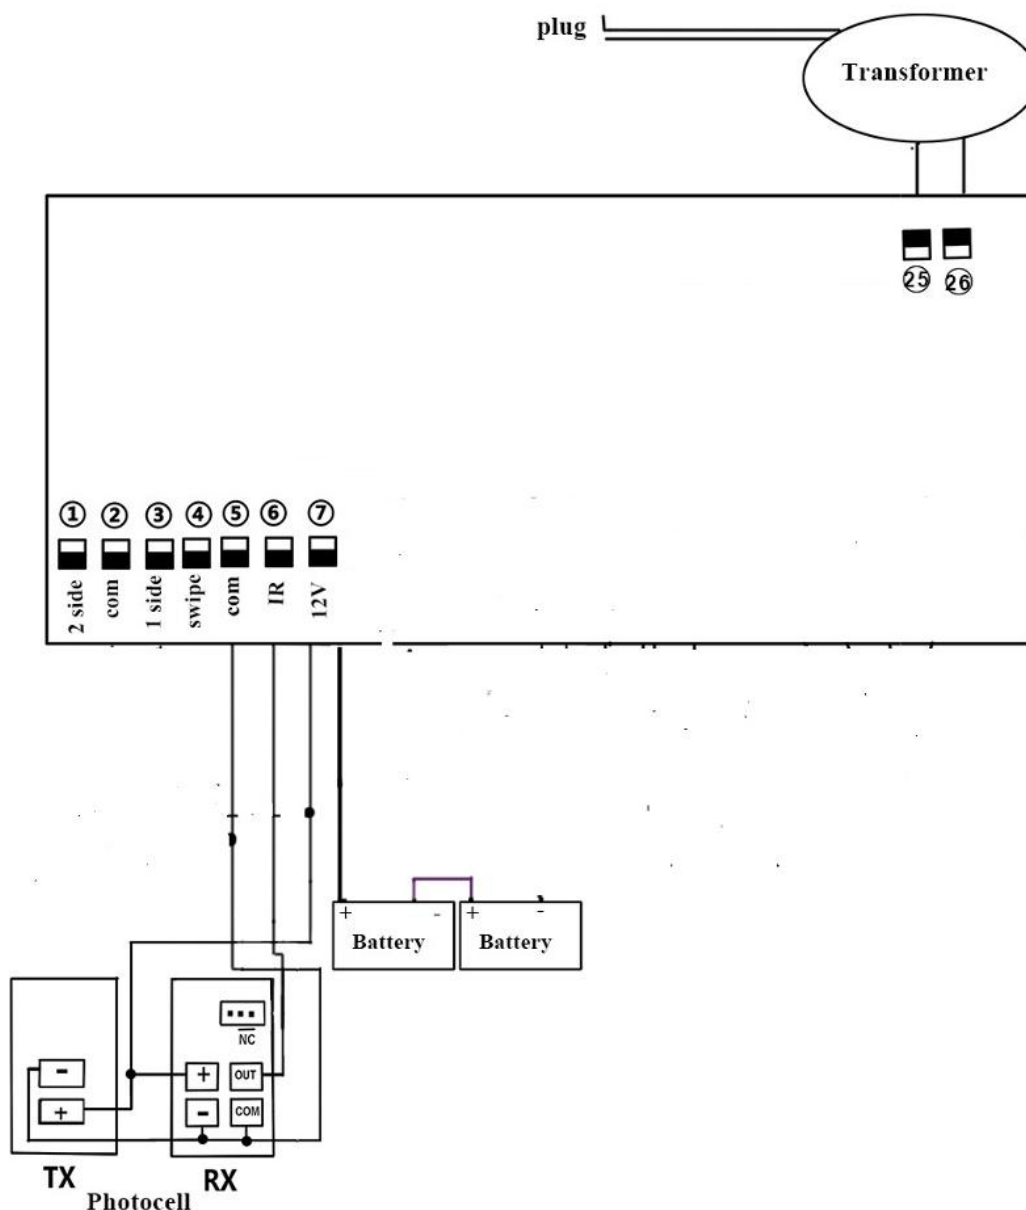 plug
Transformer
25 26
1 2 3 4 5 6 7
2 side
com
1 side
swipe
com
IR
12V
+ - + -
Battery Battery
NC
- + OUT
+ - COM
TX RX
Photocell